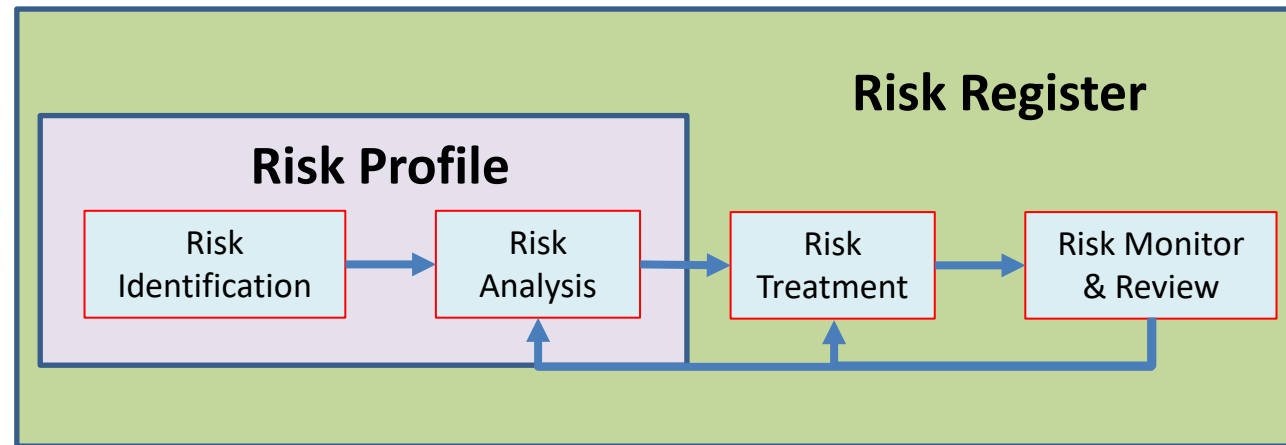 Risk Register
Risk Profile
Risk
Identification
Risk
Analysis
Risk
Treatment
Risk Monitor
& Review